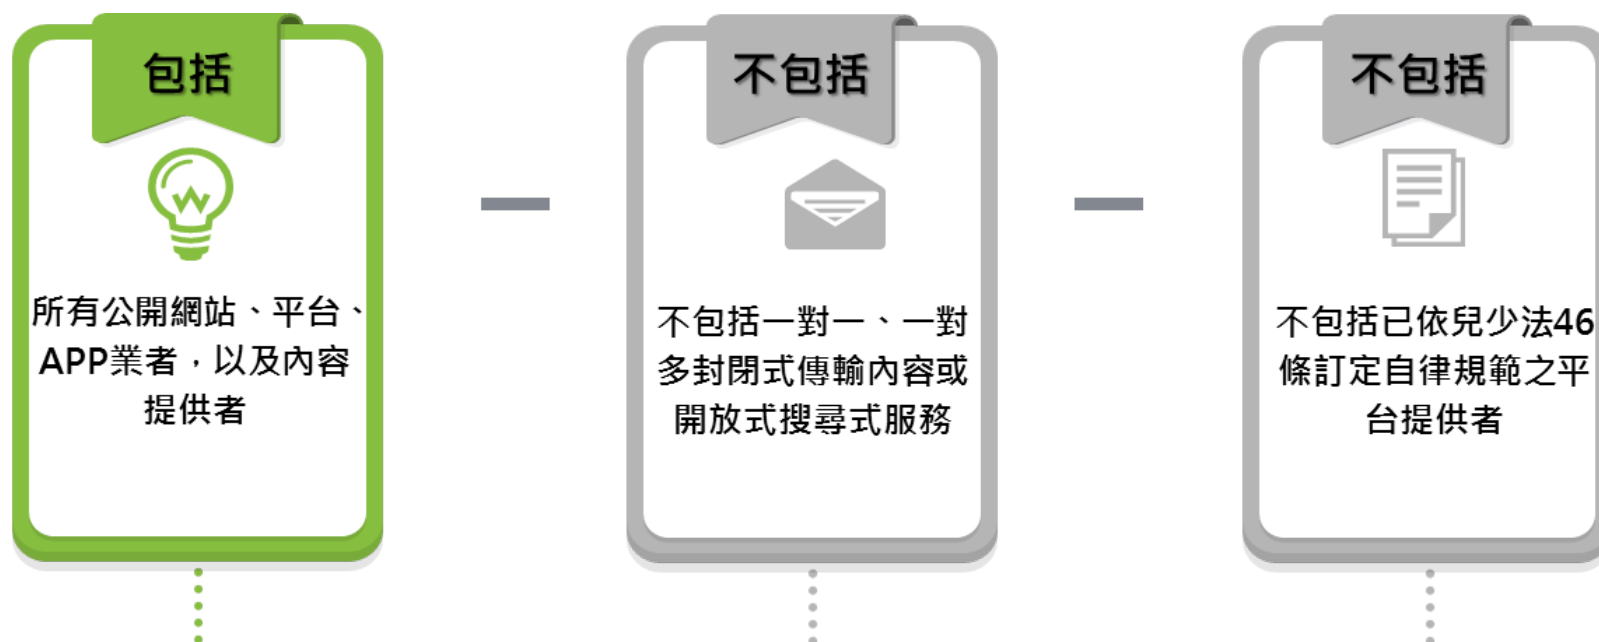 包括
所有公開網站、平台、
APP業者，以及內容
提供者
不包括
不包括一對一、一對
多封閉式傳輸內容或
開放式搜尋式服務
不包括
不包括已依兒少法46
條訂定自律規範之平
台提供者